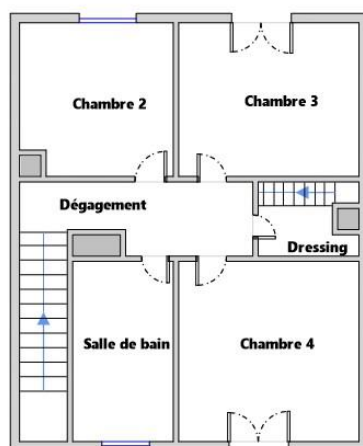 Chambre 2
Chambre 3
Dégagement
Dressing
Salle de bain
Chambre 4